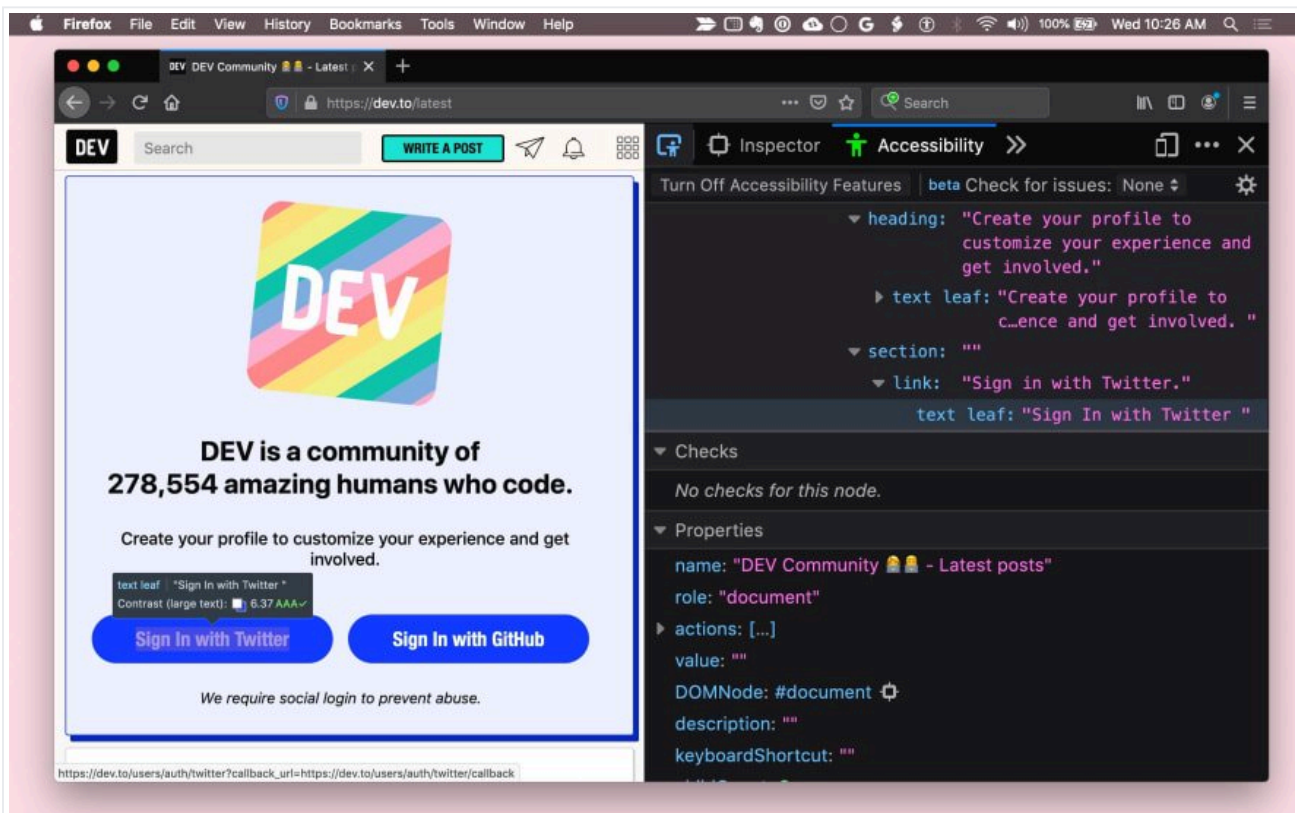 Firefox File Edit View History Bookmarks Tools Window Help 100% Wed 10:26 AM
DEV DEV Community - Latest
https://dev.to/latest
Search
DEV
Search
WRITE A POST
DEV
DEV is a community of
278,554 amazing humans who code.
Create your profile to customize your experience and get
involved.
text leaf "Sign In with Twitter "
Contrast (large text): 6.37 AAA✓
Sign In with Twitter
Sign In with GitHub
We require social login to prevent abuse.
https://dev.to/users/auth/twitter?callback_url=https://dev.to/users/auth/twitter/callback
Inspector Accessibility
Turn Off Accessibility Features beta Check for issues: None
heading: "Create your profile to
customize your experience and
get involved."
text leaf: "Create your profile to
c…ence and get involved. "
section: ""
link: "Sign in with Twitter."
text leaf: "Sign In with Twitter "
Checks
No checks for this node.
Properties
name: "DEV Community 👩‍💻👨‍💻 - Latest posts"
role: "document"
actions: […]
value: ""
DOMNode: #document
description: ""
keyboardShortcut: ""